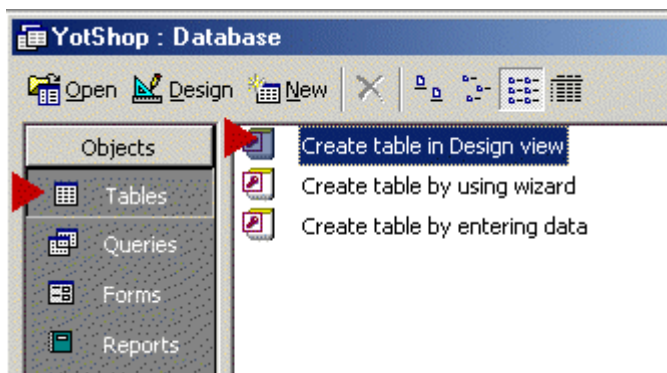 YotShop : Database
Open Design New
Objects
Tables
Queries
Forms
Reports
Create table in Design view
Create table by using wizard
Create table by entering data